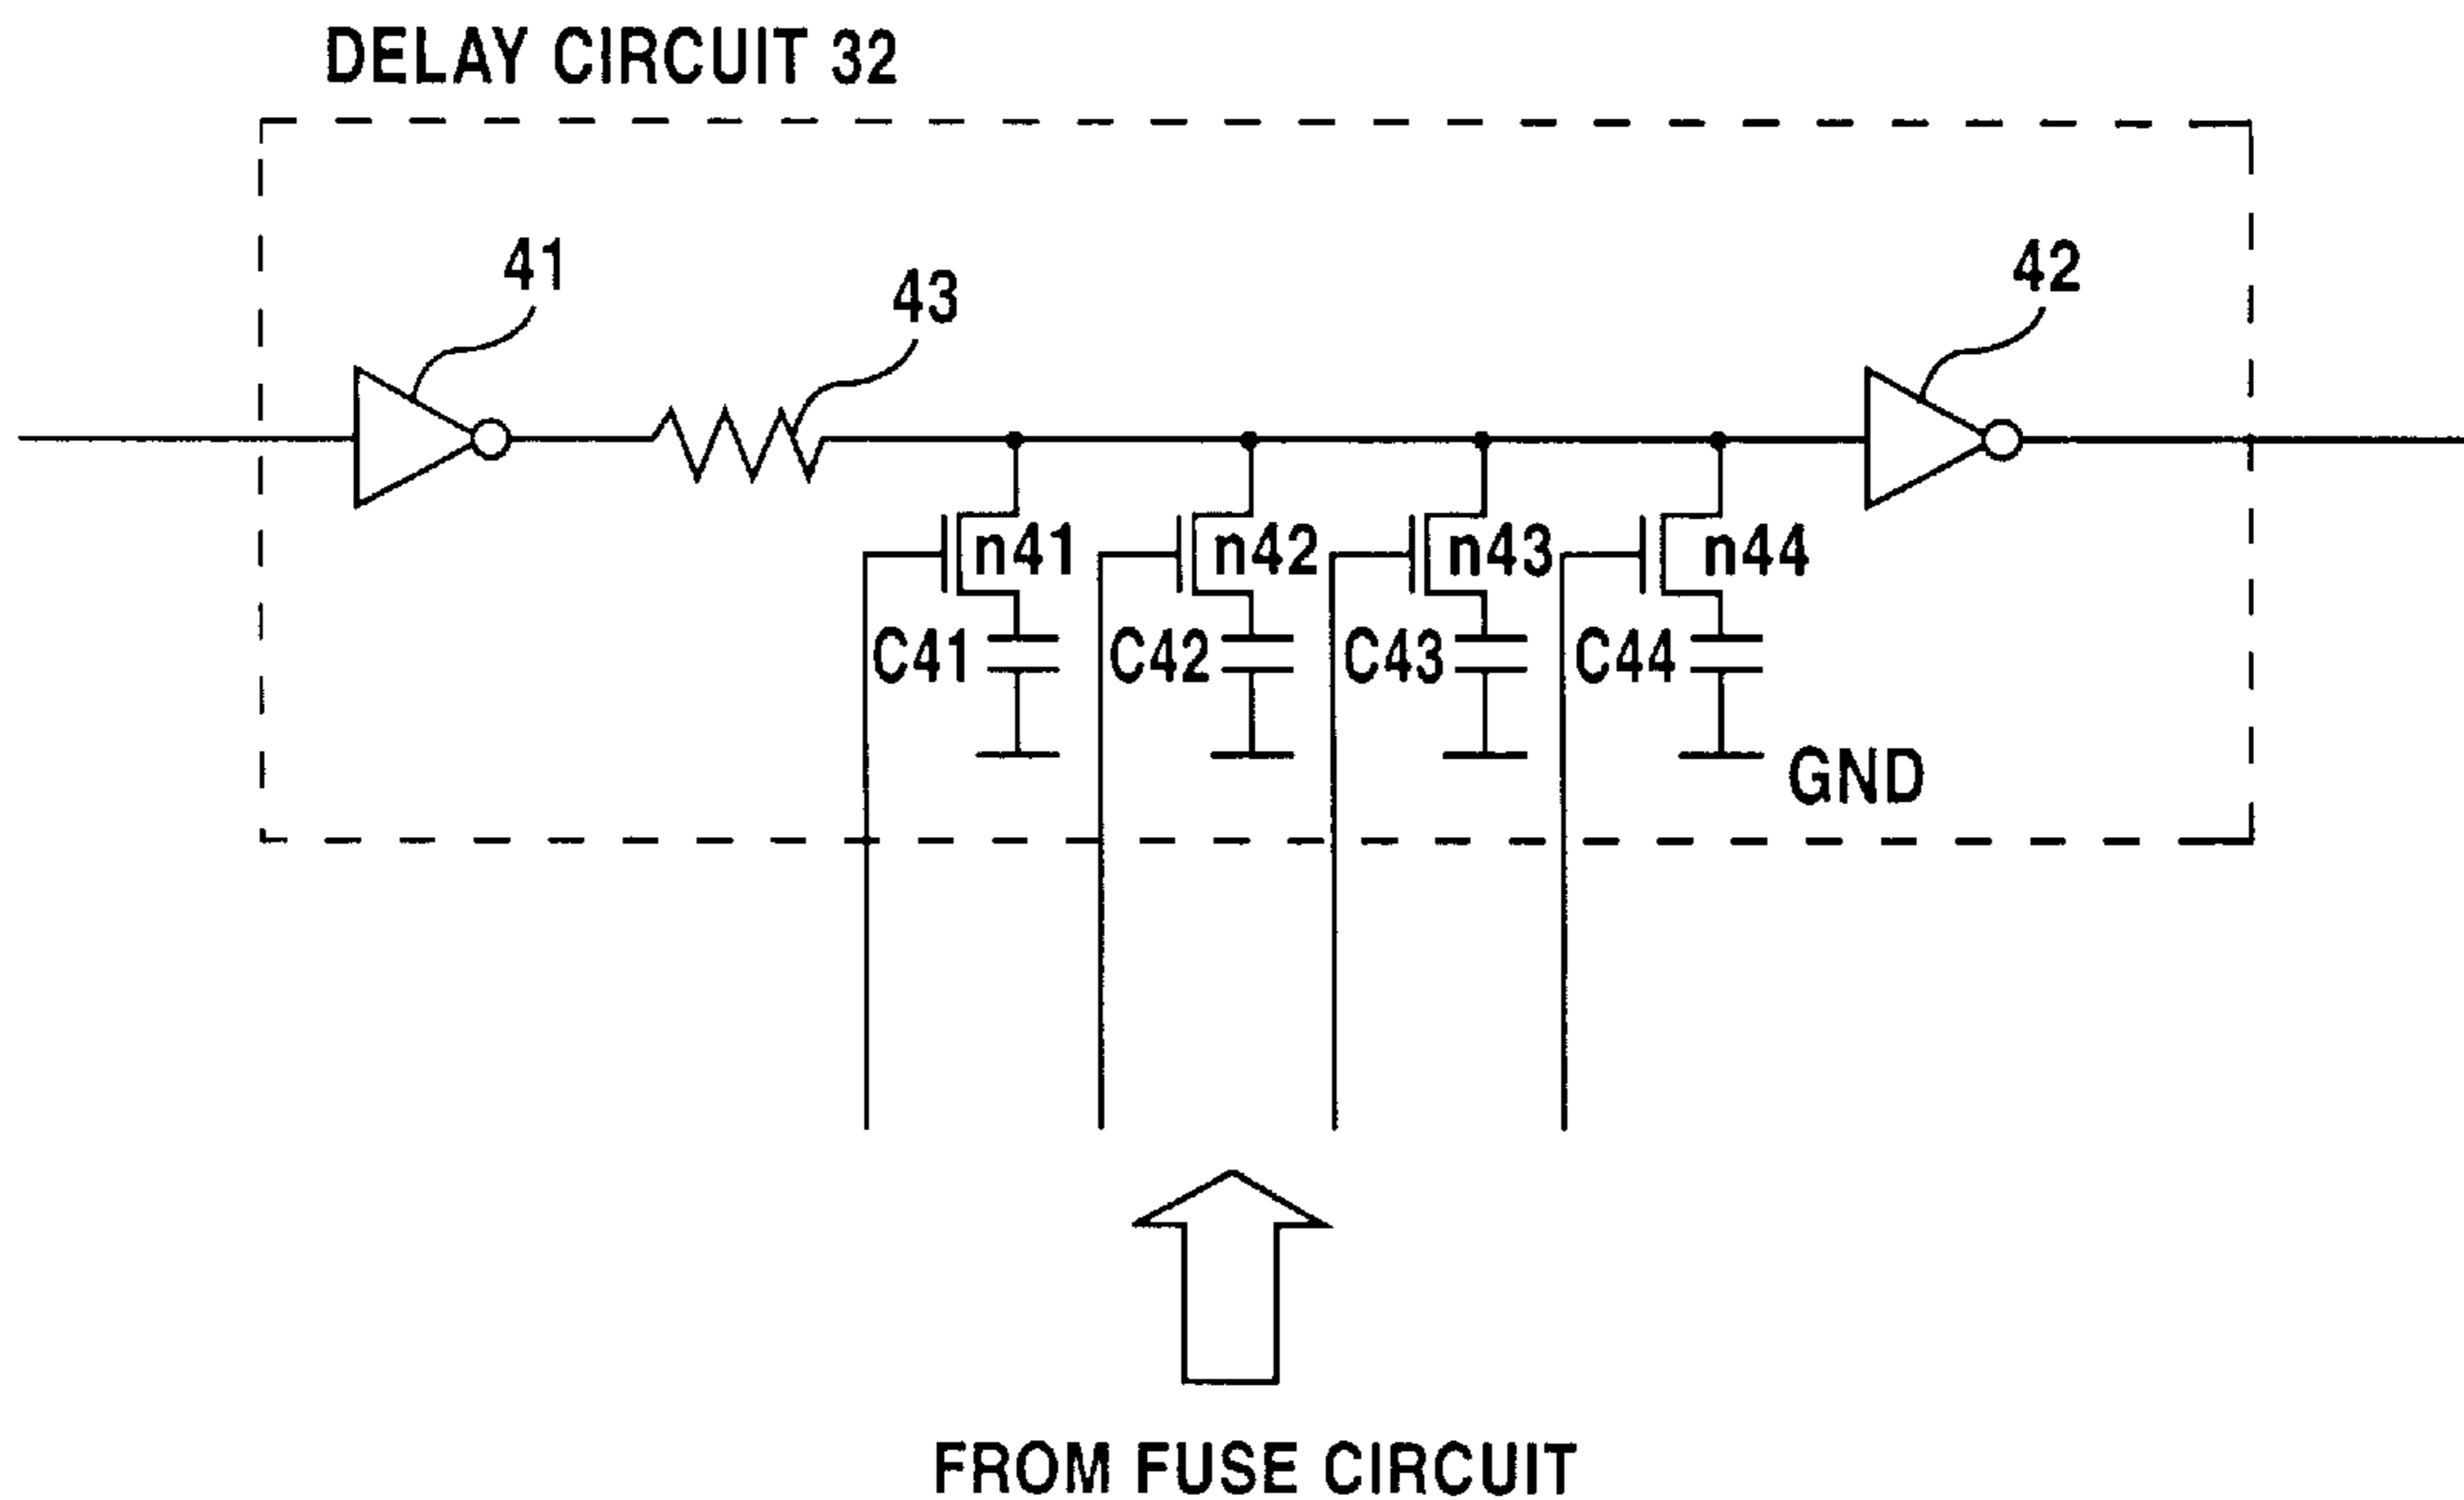 DELAY CIRCUIT 32
41
43
42
n41
n42
n43
n44
C41
C42
C43
C44
GND
FROM FUSE CIRCUIT